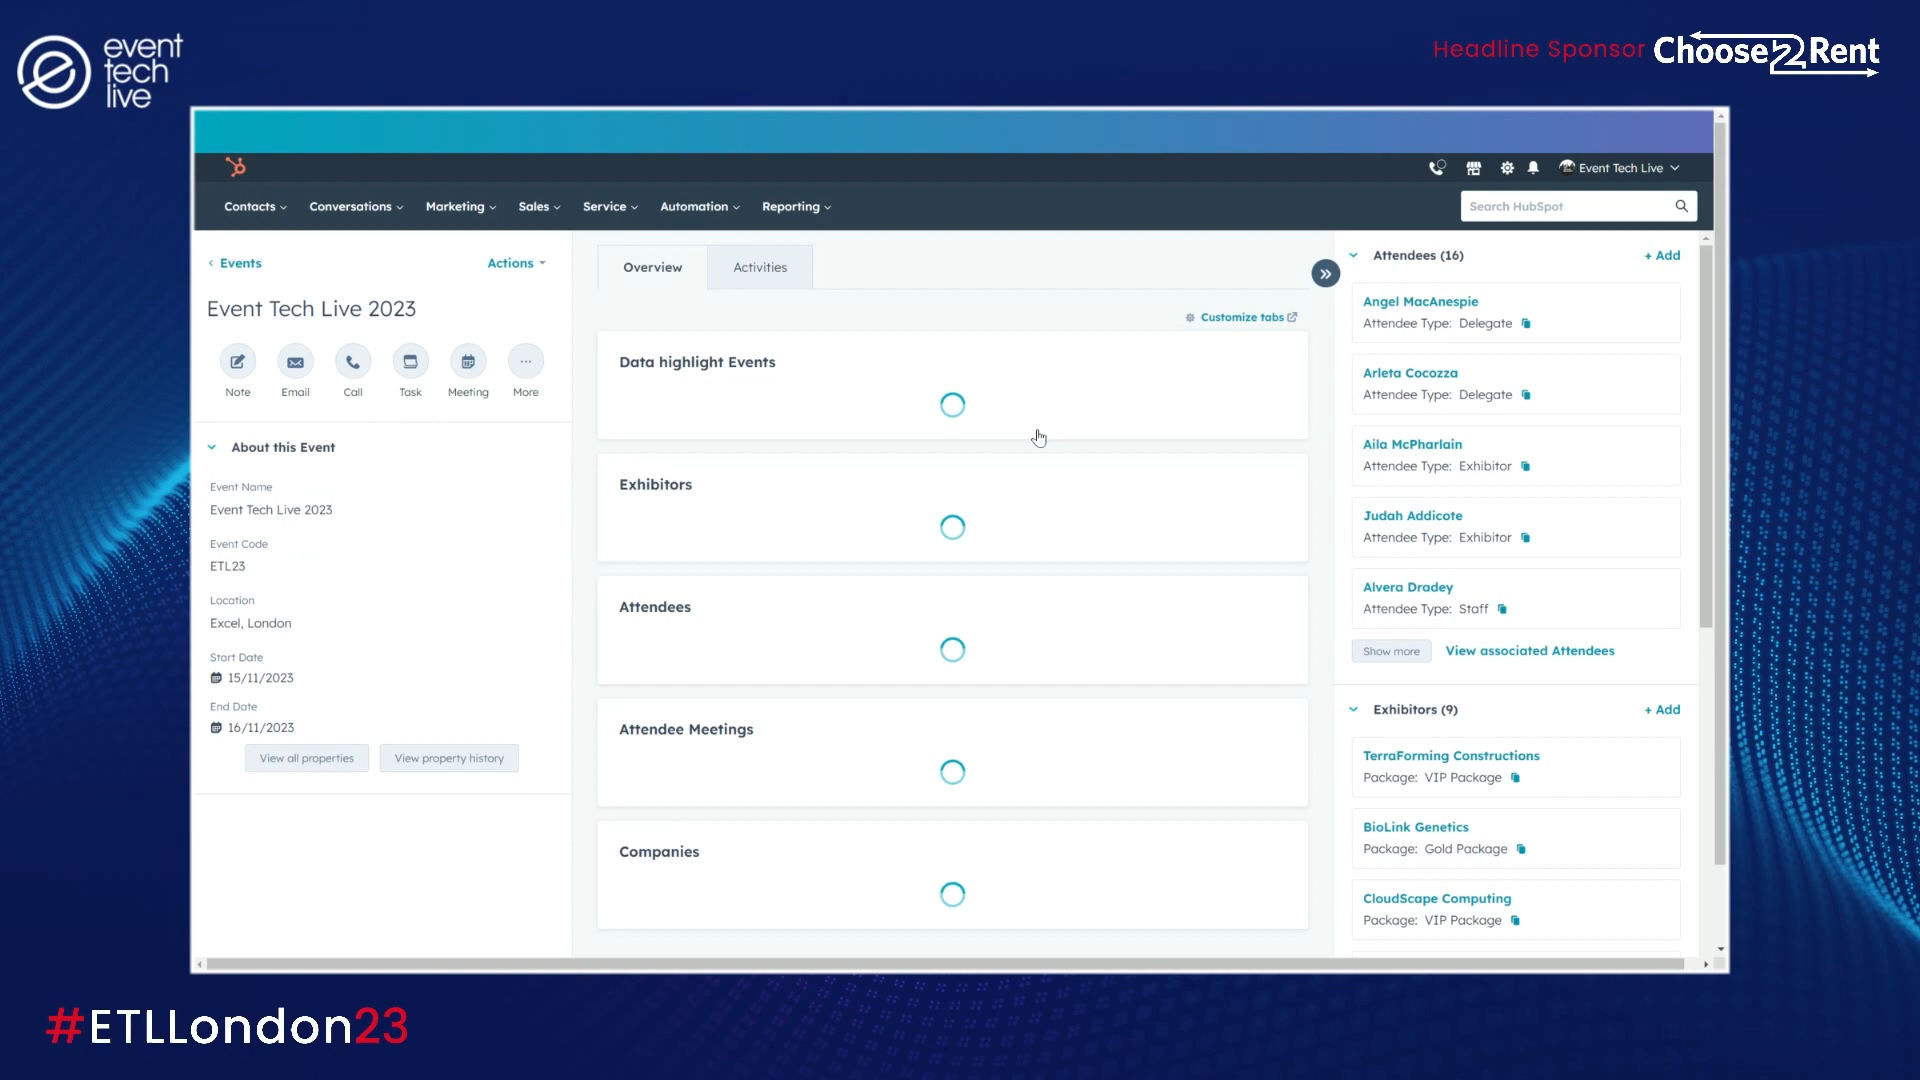 event
tech
live
Headline Sponsor Choose2Rent
Event Tech Live
Contacts
Conversations
Marketing
Sales
Service
Automation
Reporting
Search HubSpot
Events
Actions
Event Tech Live 2023
Note
Email
Call
Task
Meeting
More
About this Event
Event Name
Event Tech Live 2023
Event Code
ETL23
Location
Excel, London
Start Date
15/11/2023
End Date
16/11/2023
View all properties
View property history
Overview
Activities
Customize tabs
Data highlight Events
Exhibitors
Attendees
Attendee Meetings
Companies
Attendees (16)
+ Add
Angel MacAnespie
Attendee Type: Delegate
Arleta Cocozza
Attendee Type: Delegate
Aila McPharlain
Attendee Type: Exhibitor
Judah Addicote
Attendee Type: Exhibitor
Alvera Dradey
Attendee Type: Staff
Show more
View associated Attendees
Exhibitors (9)
+ Add
TerraForming Constructions
Package: VIP Package
BioLink Genetics
Package: Gold Package
CloudScape Computing
Package: VIP Package
#ETLLondon23